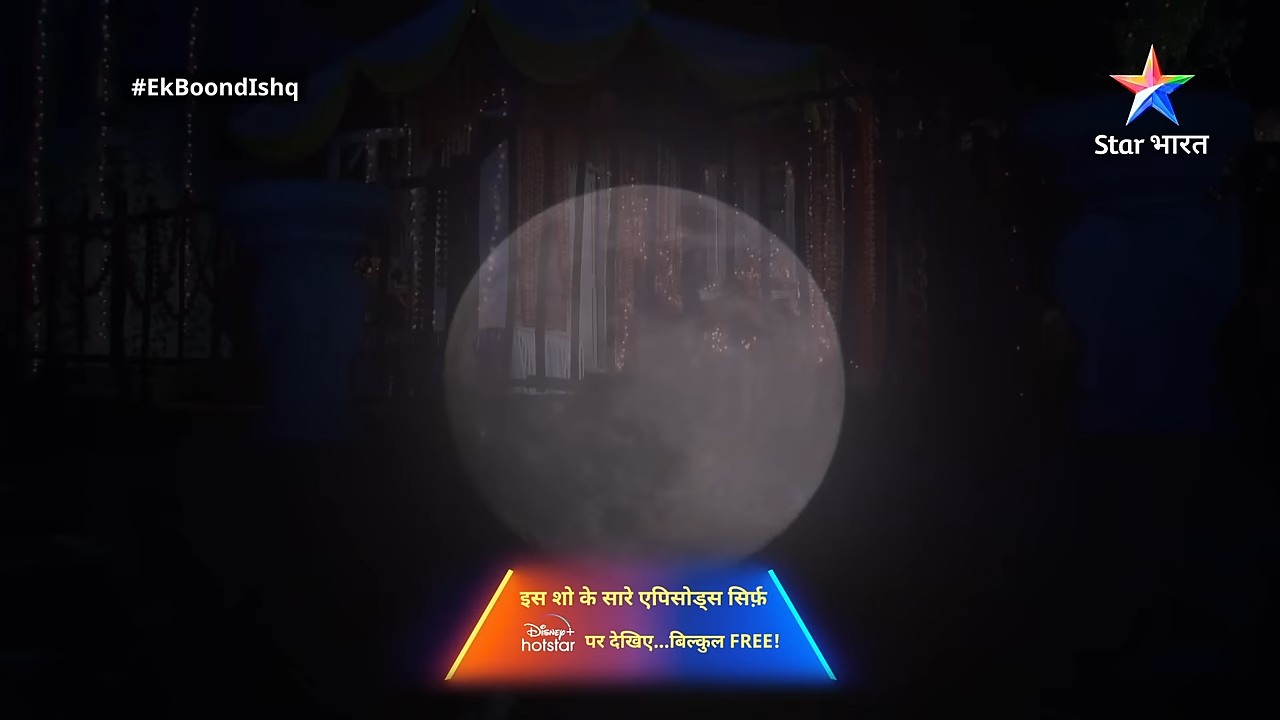 #EkBoondIshq
Star भारत
इस शो के सारे एपिसोड्स सिर्फ़
Disney+ hotstar पर देखिए...बिल्कुल FREE!